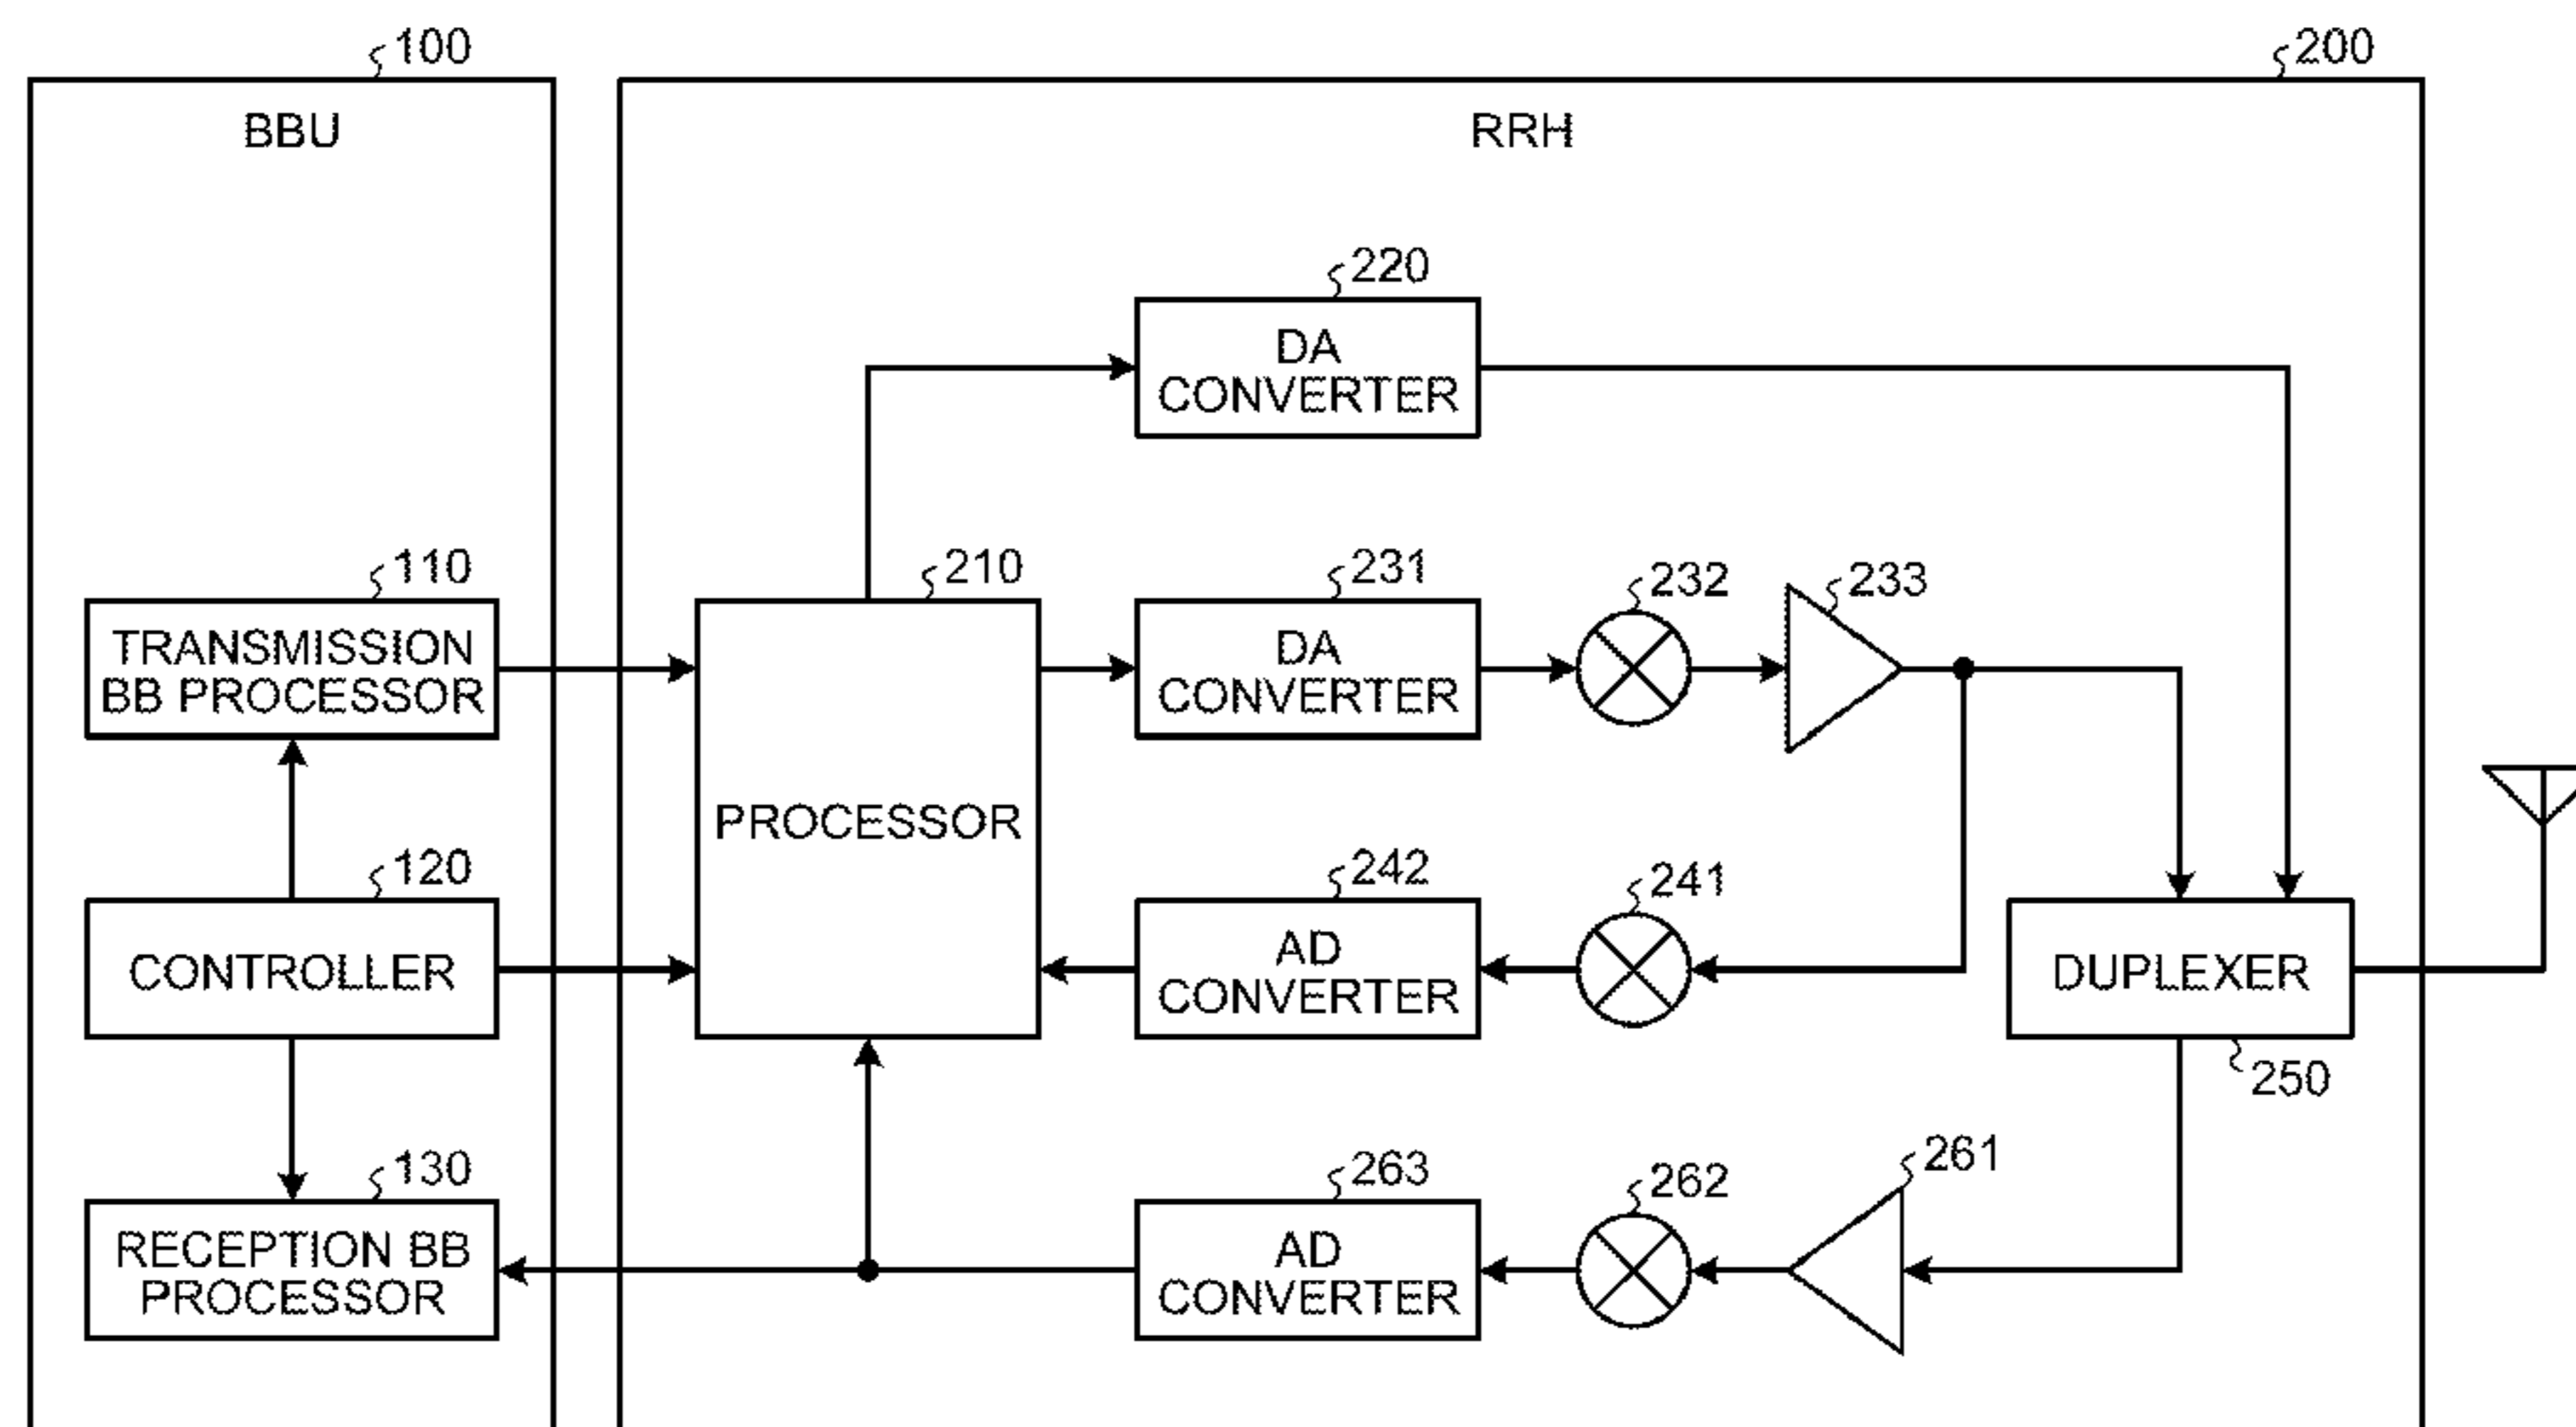 100
200
BBU
RRH
220
DA
CONVERTER
110
210
231
232
233
TRANSMISSION
BB PROCESSOR
DA
CONVERTER
PROCESSOR
120
242
241
CONTROLLER
AD
CONVERTER
DUPLEXER
250
130
263
262
261
RECEPTION BB
PROCESSOR
AD
CONVERTER